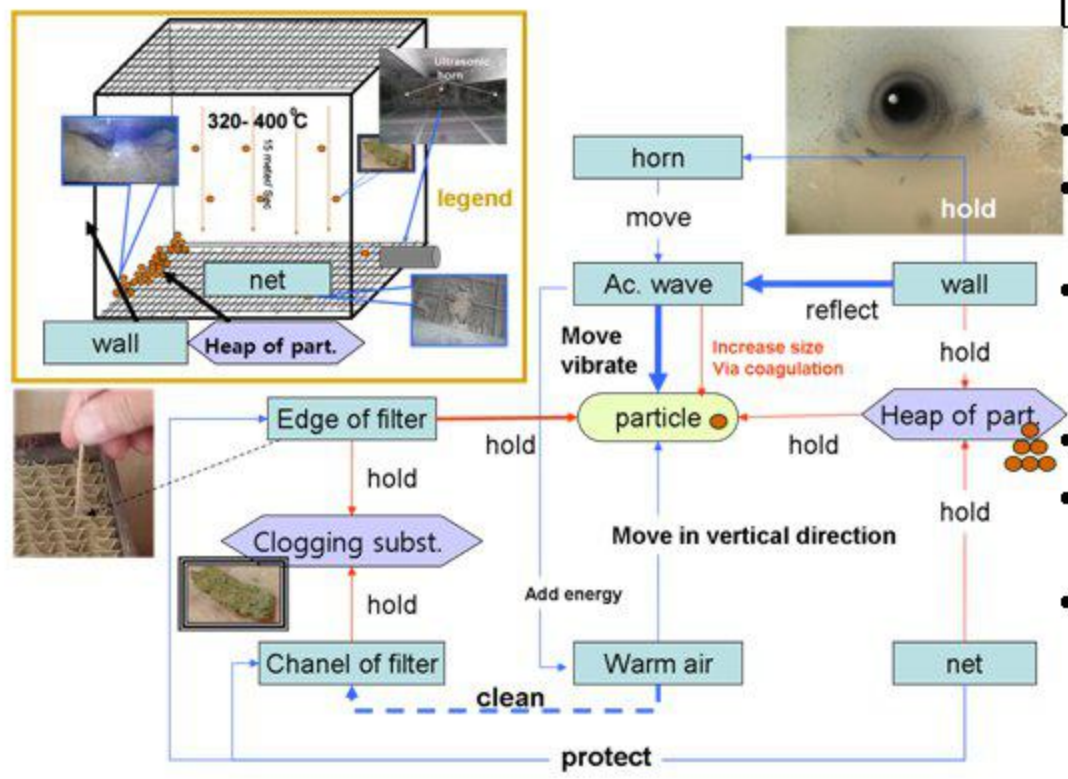 Ultrasonic
horn
320- 400°C
15 meter/ Sec
legend
net
wall
Heap of part.
horn
hold
move
Ac. wave
wall
reflect
Move
vibrate
Increase size
Via coagulation
hold
Edge of filter
particle
Heap of part.
hold
hold
hold
hold
Clogging subst.
Move in vertical direction
Add energy
hold
Chanel of filter
Warm air
net
clean
protect